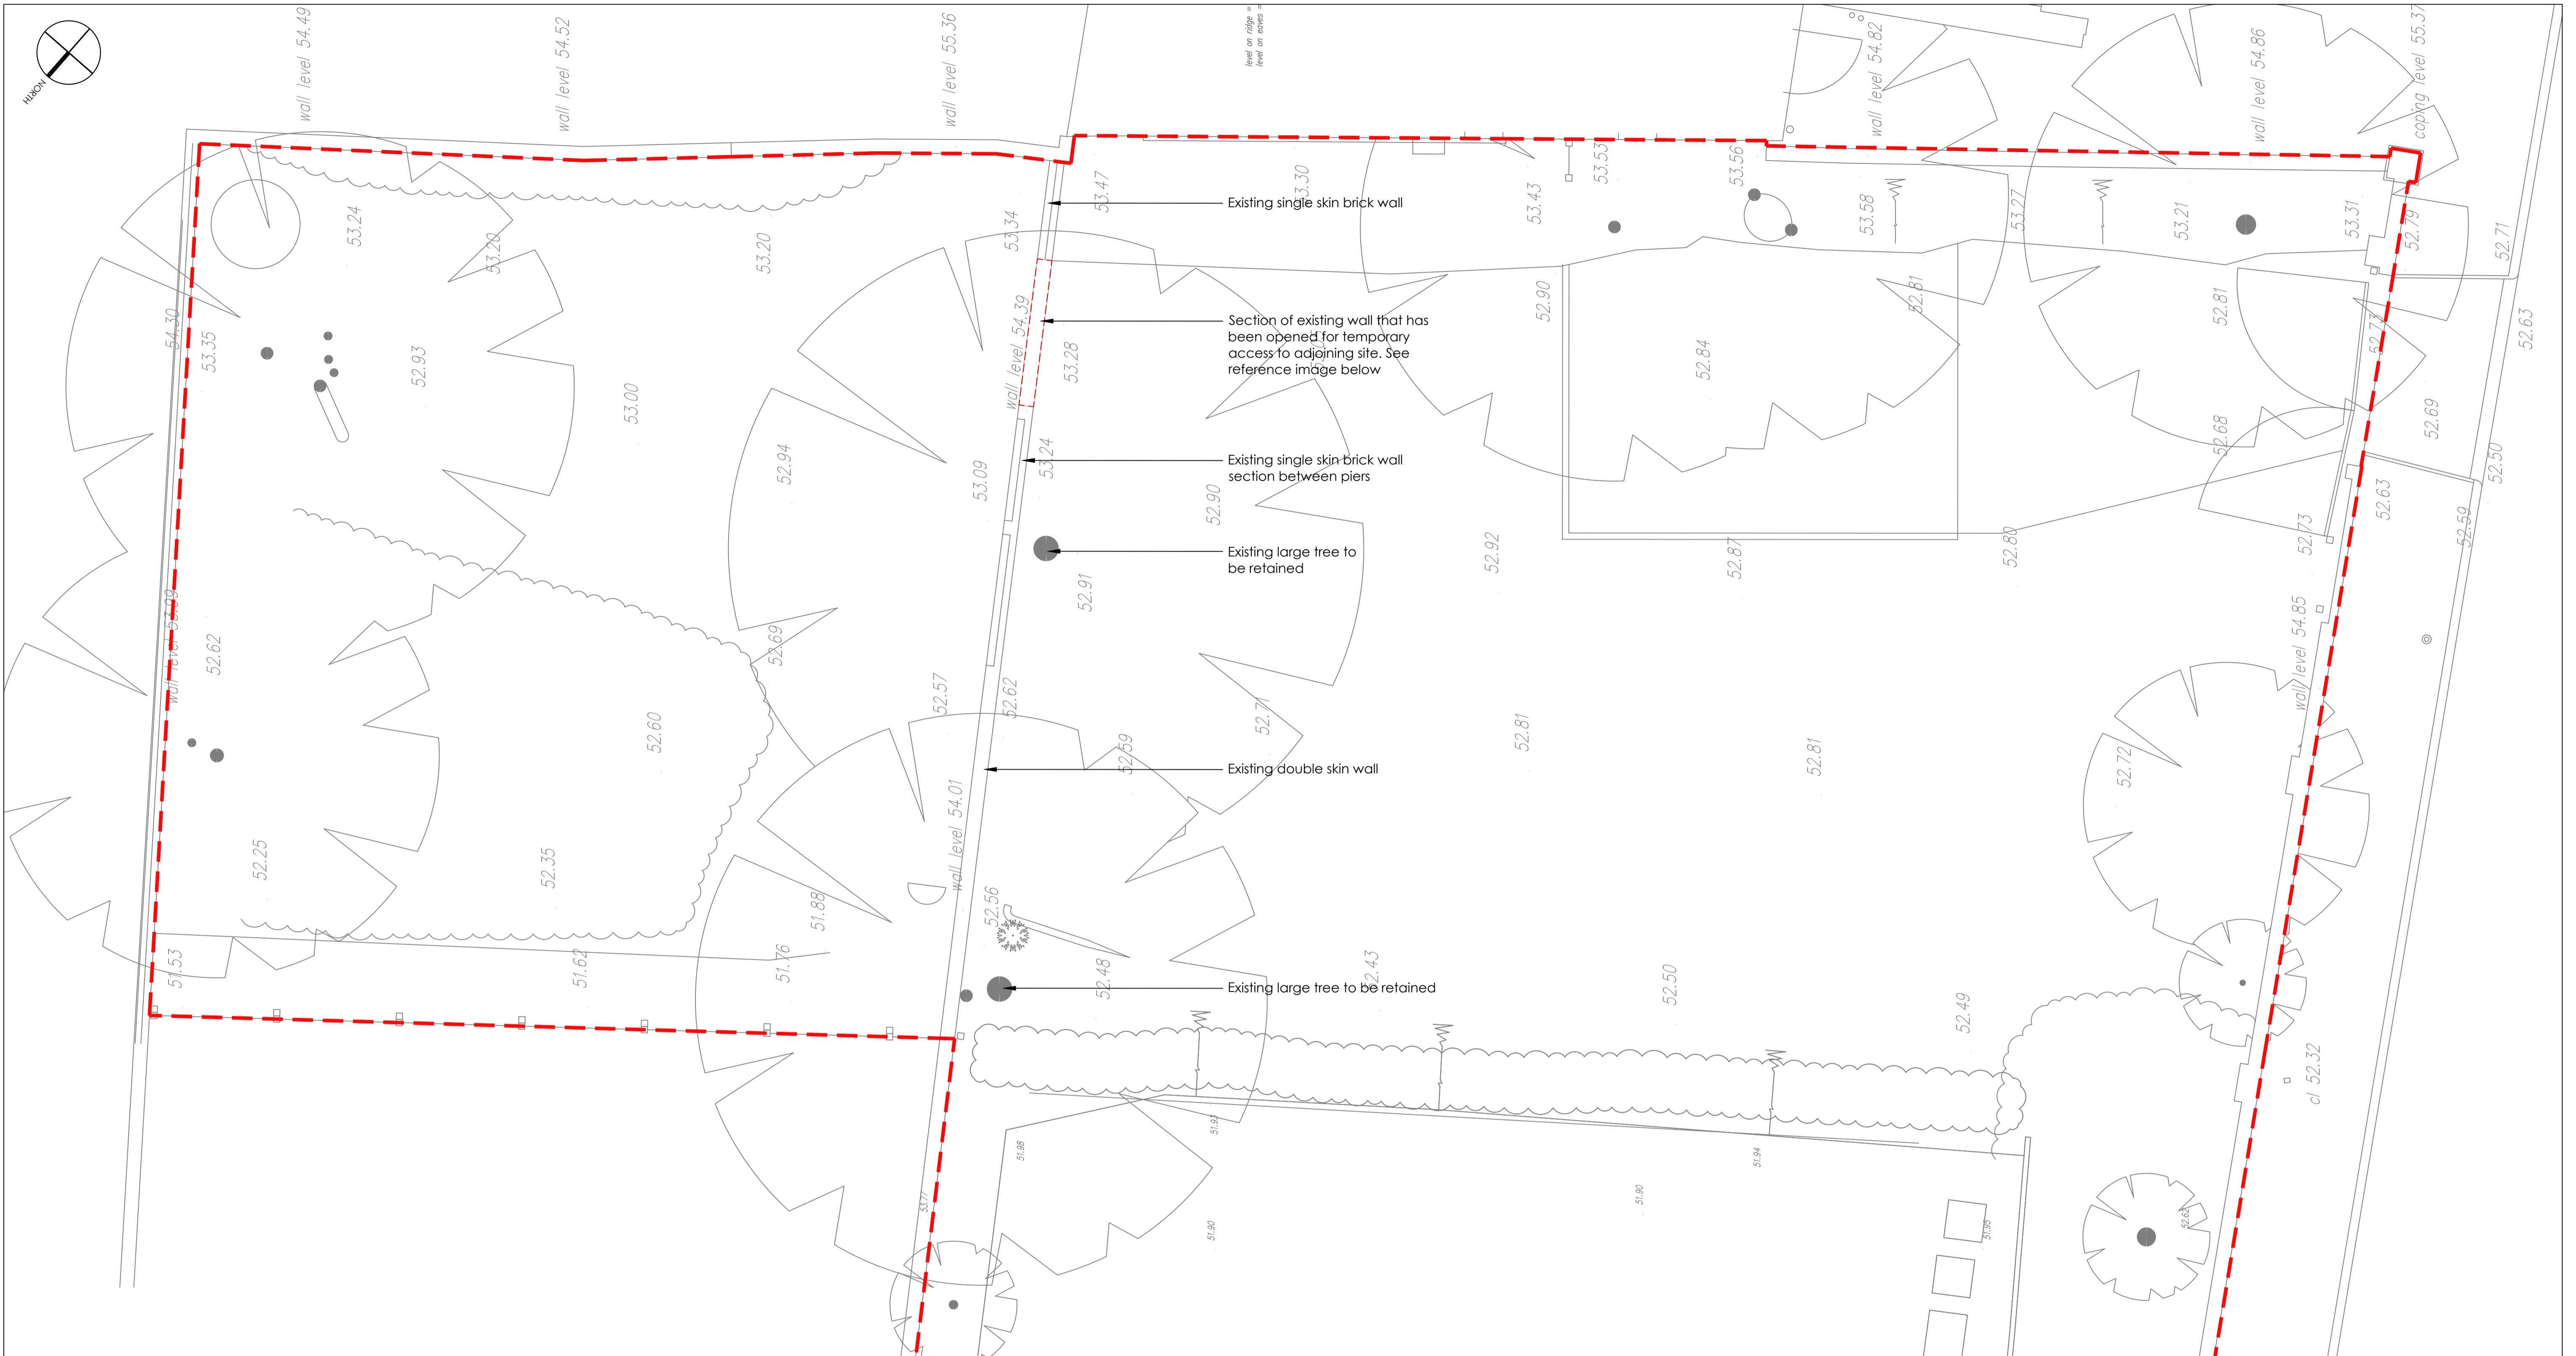 NORTH
wall level 54.49
wall level 54.52
wall level 55.36
level on ridge =
level on eaves =
wall level 54.82
wall level 54.86
coping level 55.37
53.24
53.20
53.20
53.34
53.47
53.30
53.43
53.53
53.56
53.58
53.27
53.21
53.31
52.79
52.71
Existing single skin brick wall
54.30
53.35
52.93
53.00
wall level 54.39
53.28
Section of existing wall that has
been opened for temporary
access to adjoining site. See
reference image below
52.90
52.84
52.81
52.81
52.73
52.63
52.94
53.09
53.24
Existing single skin brick wall
section between piers
52.90
52.68
52.69
52.50
Existing large tree to
be retained
52.91
52.92
52.87
52.80
52.73
52.63
52.59
wall level 53.99
52.62
52.69
52.60
52.57
52.62
52.71
52.59
52.81
52.81
52.72
wall level 54.85
Existing double skin wall
wall level 54.01
52.25
52.35
51.88
52.56
51.53
51.62
51.76
52.48
Existing large tree to be retained
52.43
52.50
52.49
cl 52.32
51.98
51.93
51.94
53.77
51.90
51.90
51.95
52.62